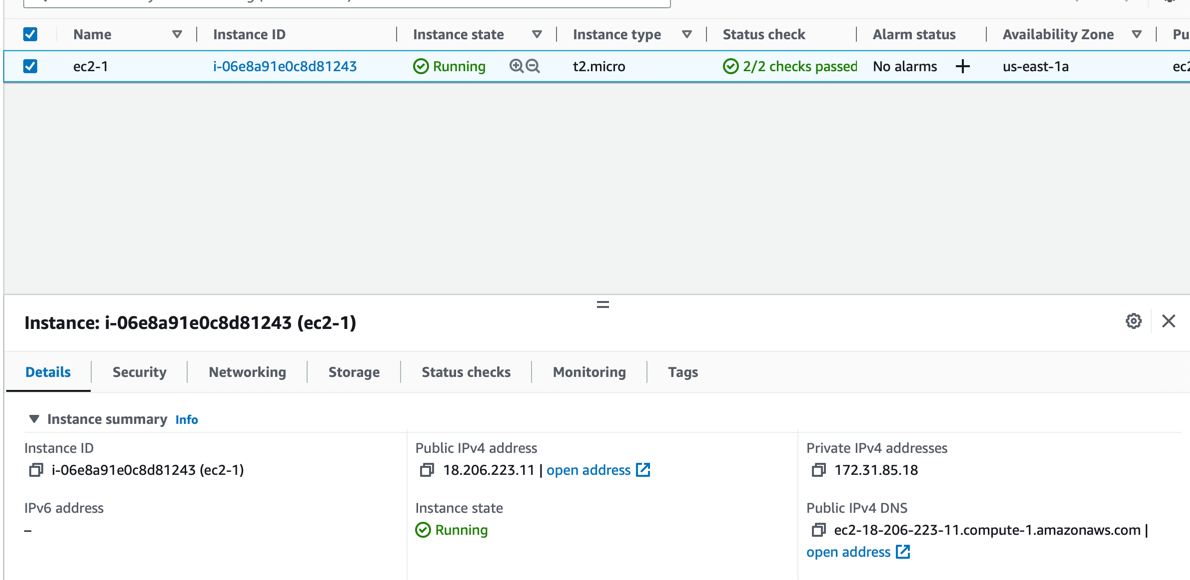 Name Instance ID Instance state Instance type Status check Alarm status Availability Zone Pu
ec2-1 i-06e8a91e0c8d81243 Running t2.micro 2/2 checks passed No alarms + us-east-1a ec2
Instance: i-06e8a91e0c8d81243 (ec2-1)
Details Security Networking Storage Status checks Monitoring Tags
Instance summary Info
Instance ID
i-06e8a91e0c8d81243 (ec2-1)
Public IPv4 address
18.206.223.11 | open address
Private IPv4 addresses
172.31.85.18
IPv6 address
–
Instance state
Running
Public IPv4 DNS
ec2-18-206-223-11.compute-1.amazonaws.com |
open address